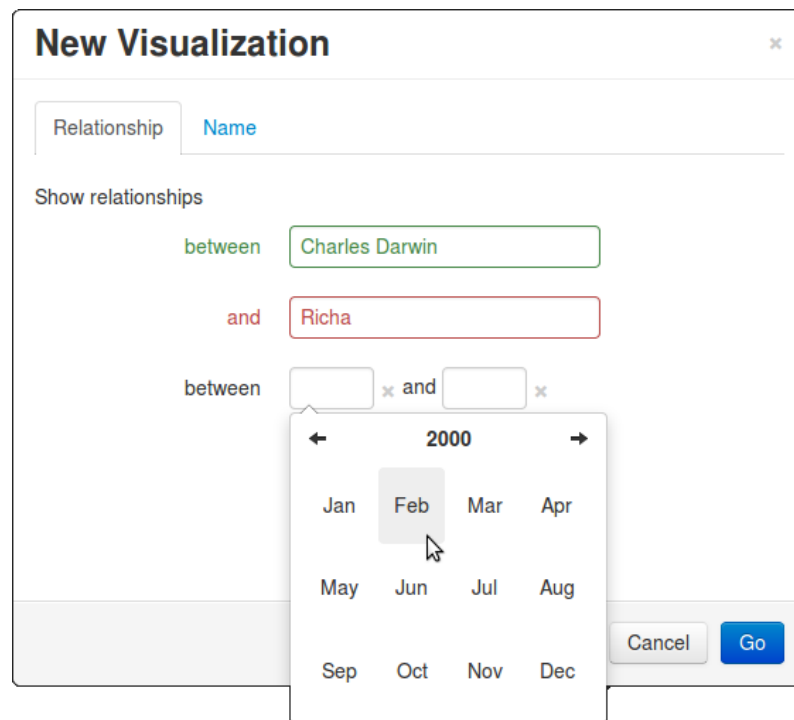 New Visualization ×
Relationship Name
Show relationships
between Charles Darwin
and Richa
between × and ×
← 2000 →
Jan Feb Mar Apr
May Jun Jul Aug
Sep Oct Nov Dec
Cancel Go